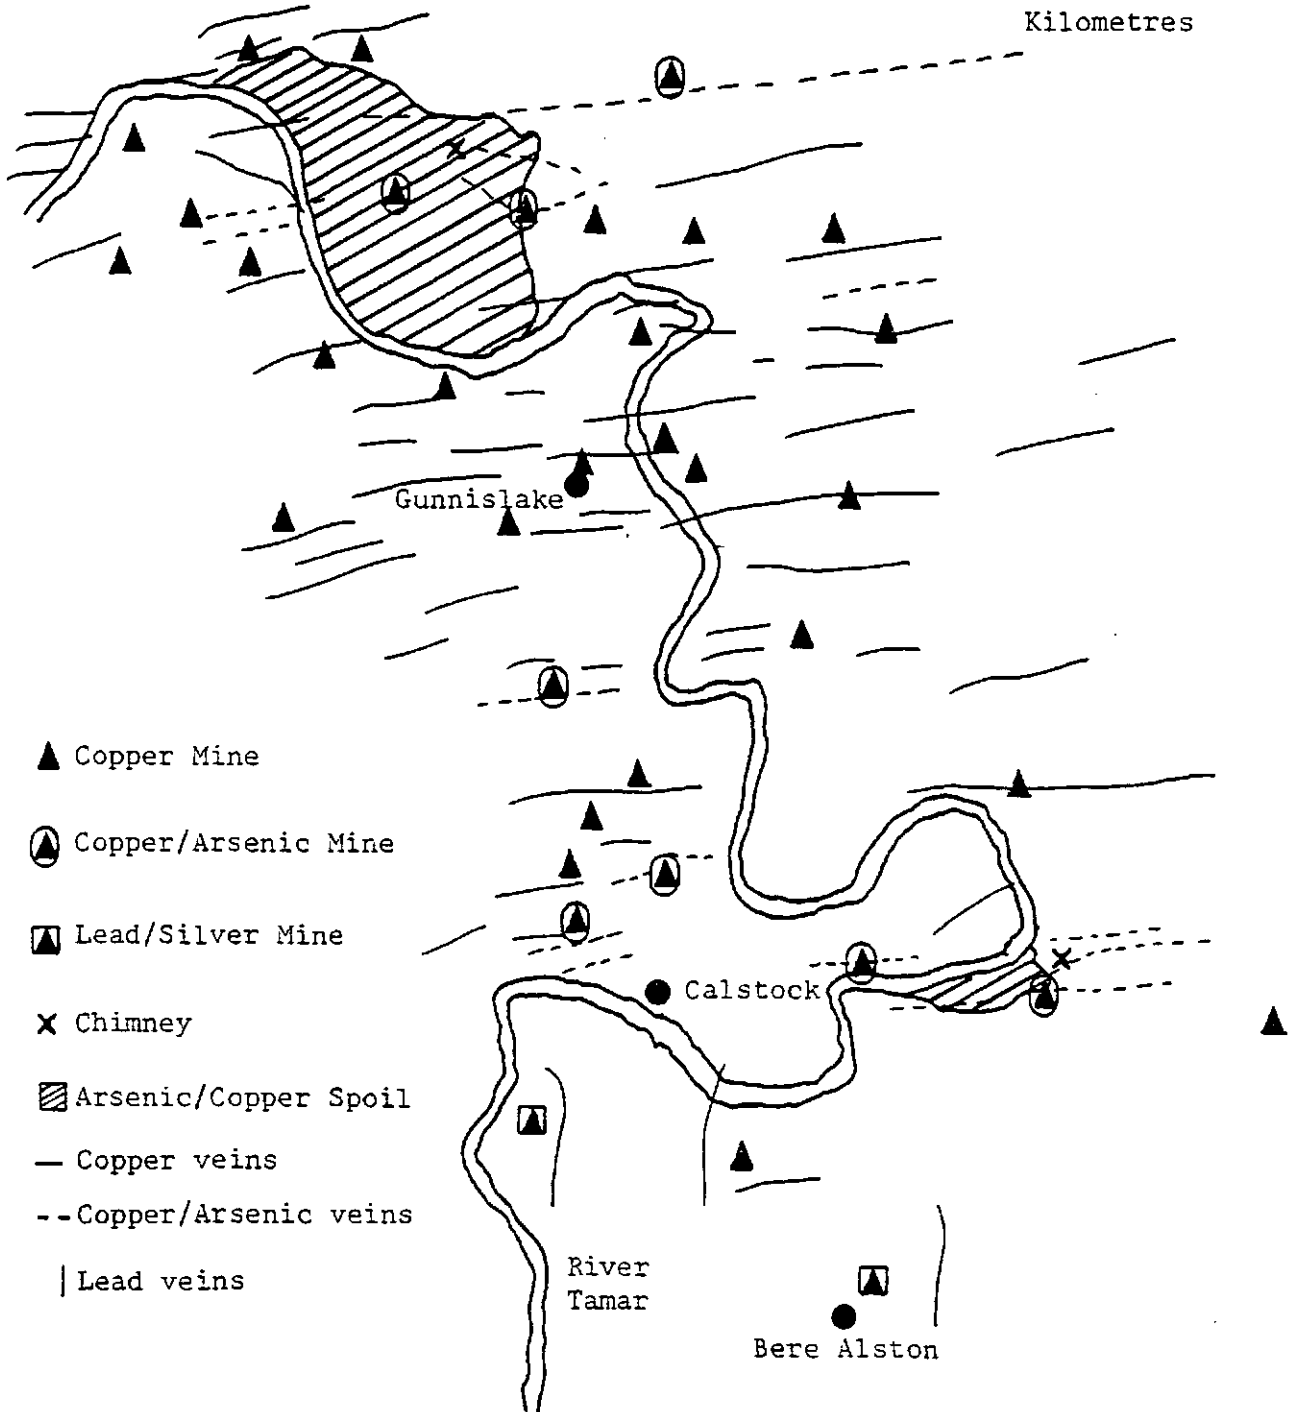 Kilometres
Gunnislake
Copper Mine
Copper/Arsenic Mine
Lead/Silver Mine
Calstock
Chimney
Arsenic/Copper Spoil
Copper veins
Copper/Arsenic veins
Lead veins
River
Tamar
Bere Alston